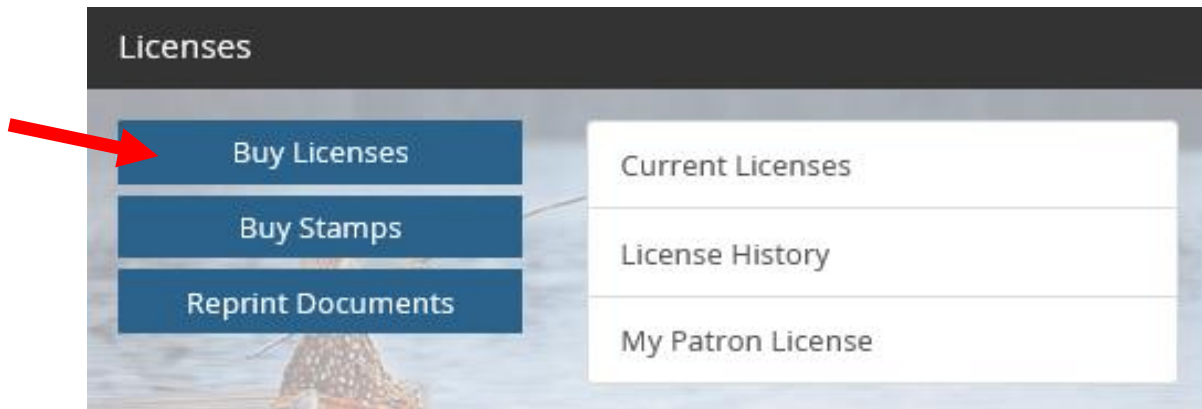 Licenses
Buy Licenses
Buy Stamps
Reprint Documents
Current Licenses
License History
My Patron License